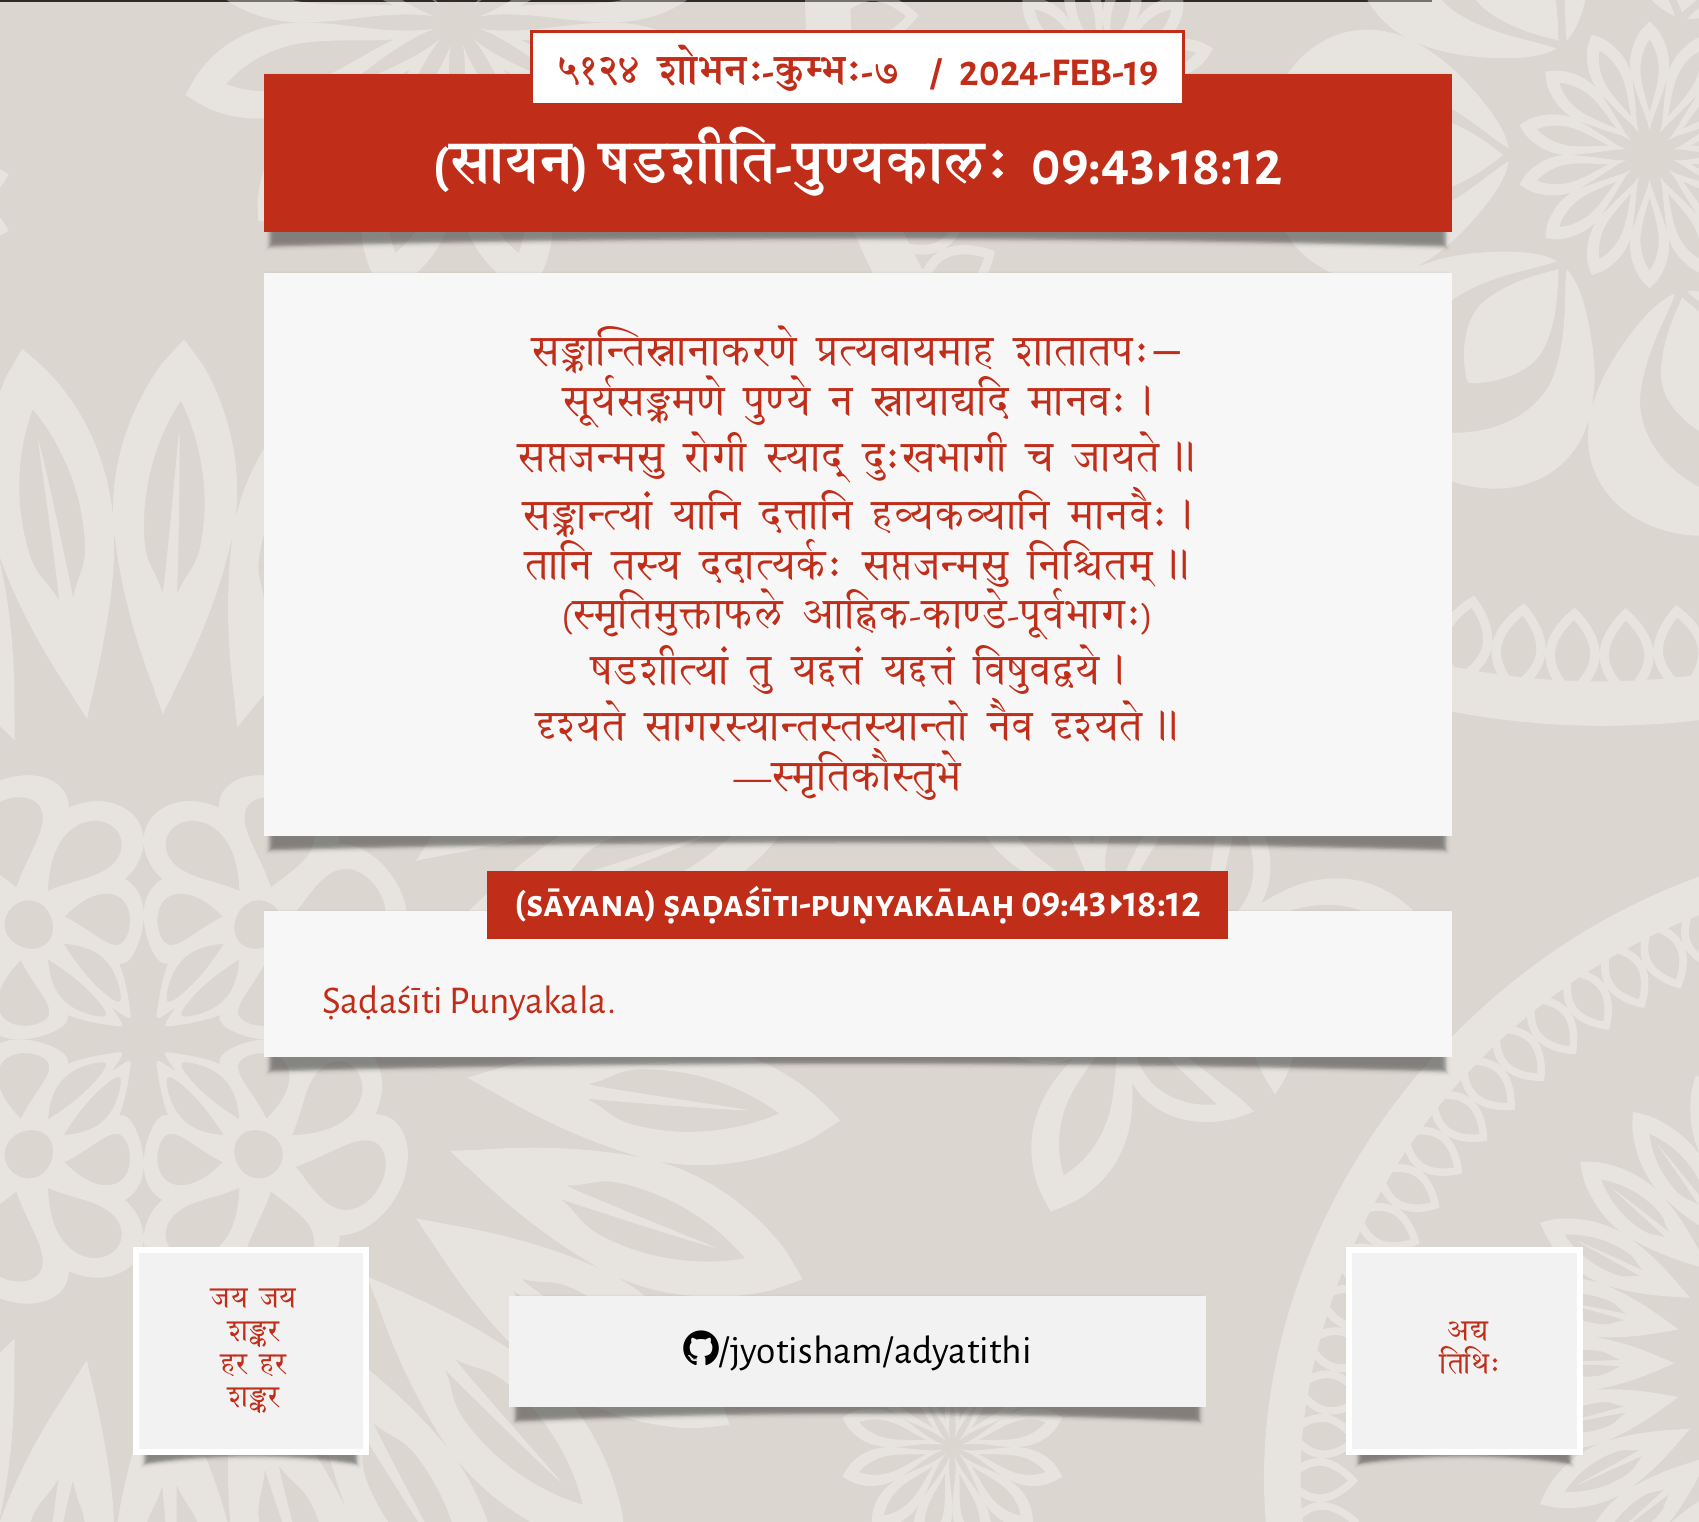 ५१२४ शोभनः-कुम्भः-७ / 2024-FEB-19
(सायन) षडशीति-पुण्यकालः 09:43▸18:12
सङ्क्रान्तिस्नानाकरणे प्रत्यवायमाह शातातपः—
सूर्यसङ्क्रमणे पुण्ये न स्नायाद्यदि मानवः ।
सप्तजन्मसु रोगी स्याद् दुःखभागी च जायते ॥
सङ्क्रान्त्यां यानि दत्तानि हव्यकव्यानि मानवैः ।
तानि तस्य ददात्यर्कः सप्तजन्मसु निश्चितम् ॥
(स्मृतिमुक्ताफले आह्निक-काण्डे-पूर्वभागः)
षडशीत्यां तु यद्दत्तं यद्दत्तं विषुवद्वये ।
दृश्यते सागरस्यान्तस्तस्यान्तो नैव दृश्यते ॥
—स्मृतिकौस्तुभे
(SĀYANA) ṢAḌAŚĪTI-PUṆYAKĀLAḤ 09:43▸18:12
Ṣaḍaśīti Punyakala.
जय जय
शङ्कर
हर हर
शङ्कर
/jyotisham/adyatithi
अद्य
तिथिः